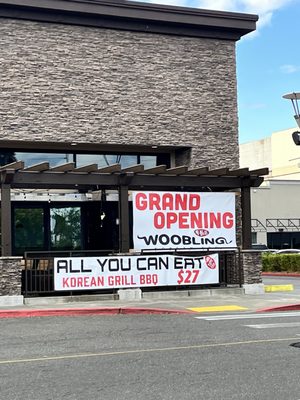 GRAND
OPENING
WOOBLING
ALL YOU CAN EAT
KOREAN GRILL BBQ $27